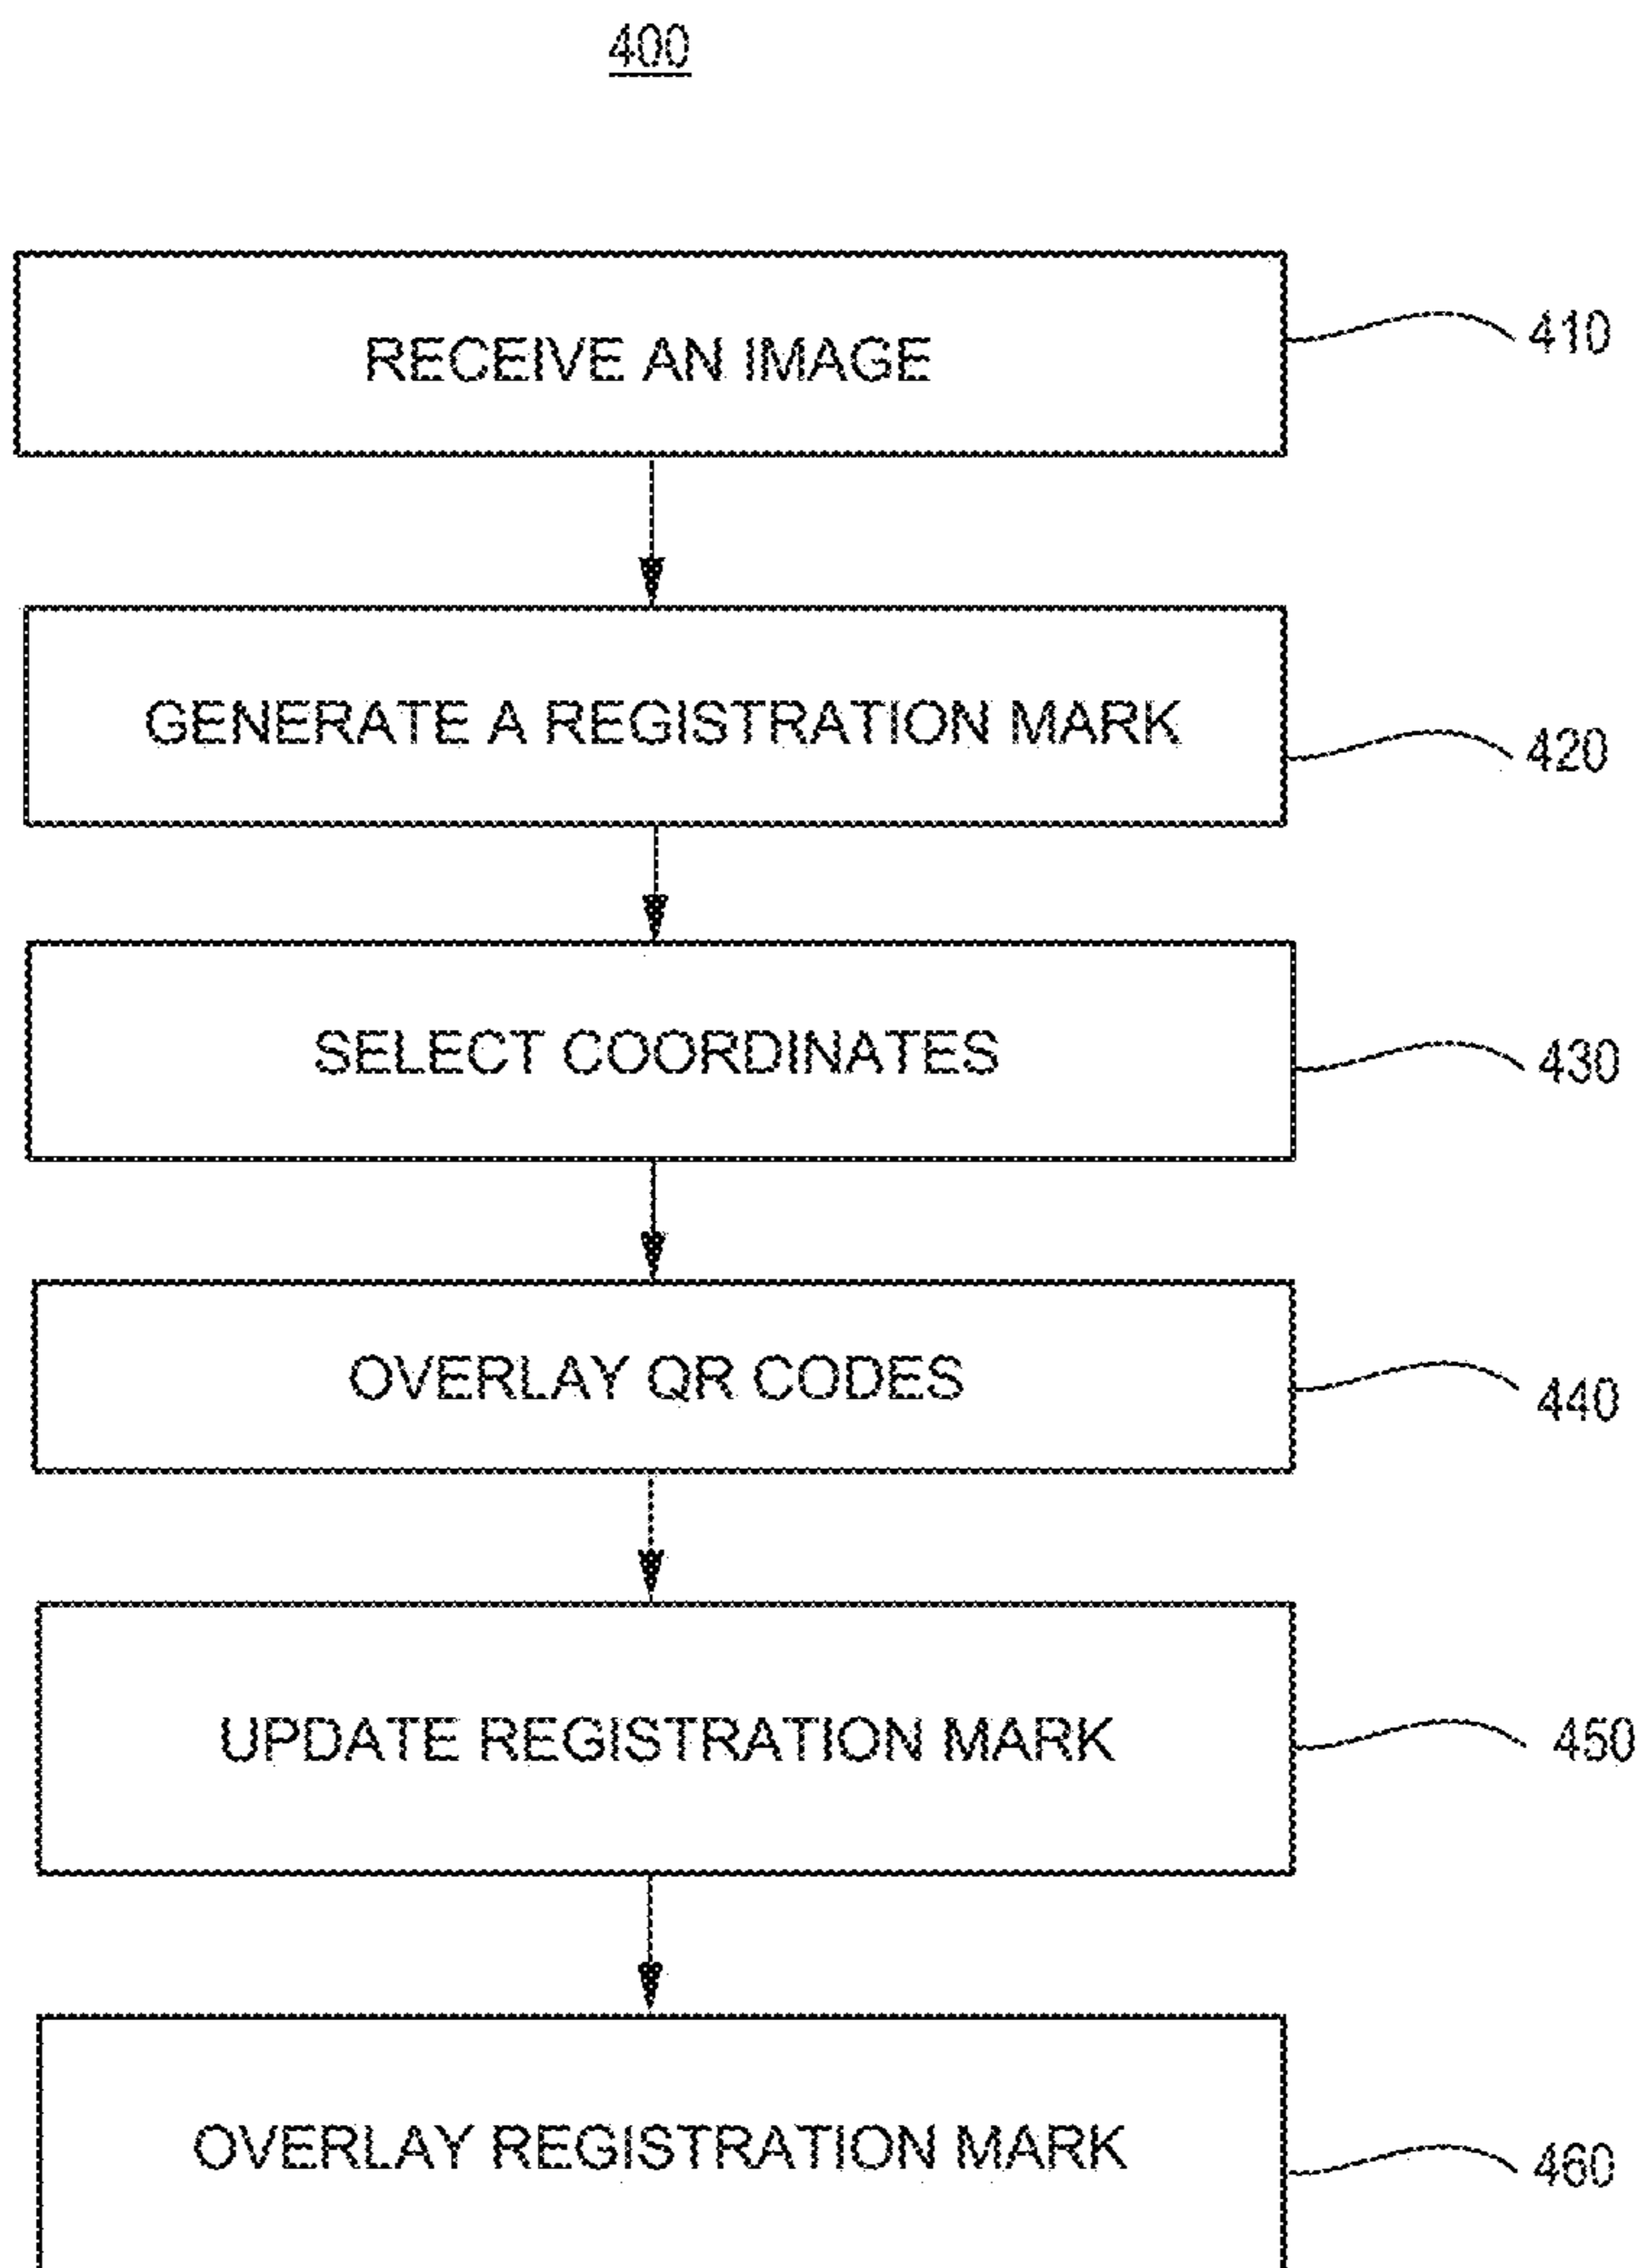 400
RECEIVE AN IMAGE
410
GENERATE A REGISTRATION MARK
420
SELECT COORDINATES
430
OVERLAY QR CODES
440
UPDATE REGISTRATION MARK
450
OVERLAY REGISTRATION MARK
460